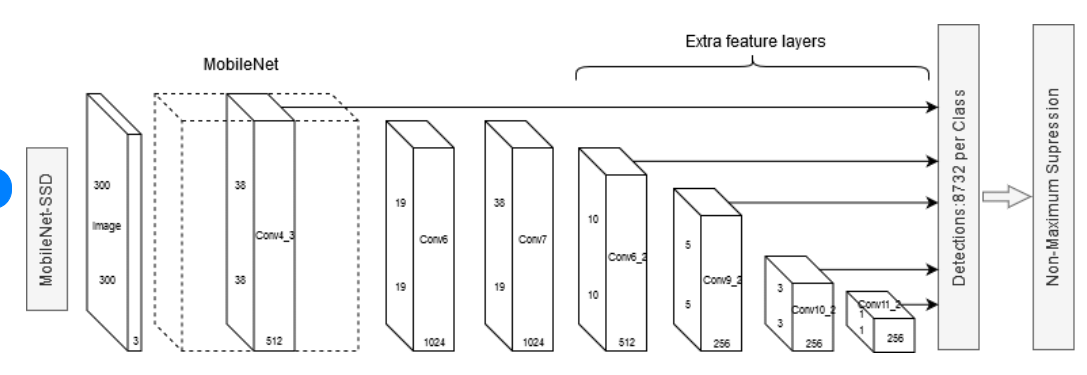 Extra feature layers
MobileNet
MobileNet-SSD
300
Image
300
3
38
Conv4_3
38
512
19
Conv6
19
1024
38
Conv7
19
1024
10
Conv6_2
10
512
5
Conv9_2
5
256
3
Conv10_2
3
256
Conv11_2
1
1
256
Detections:8732 per Class
Non-Maximum Supression